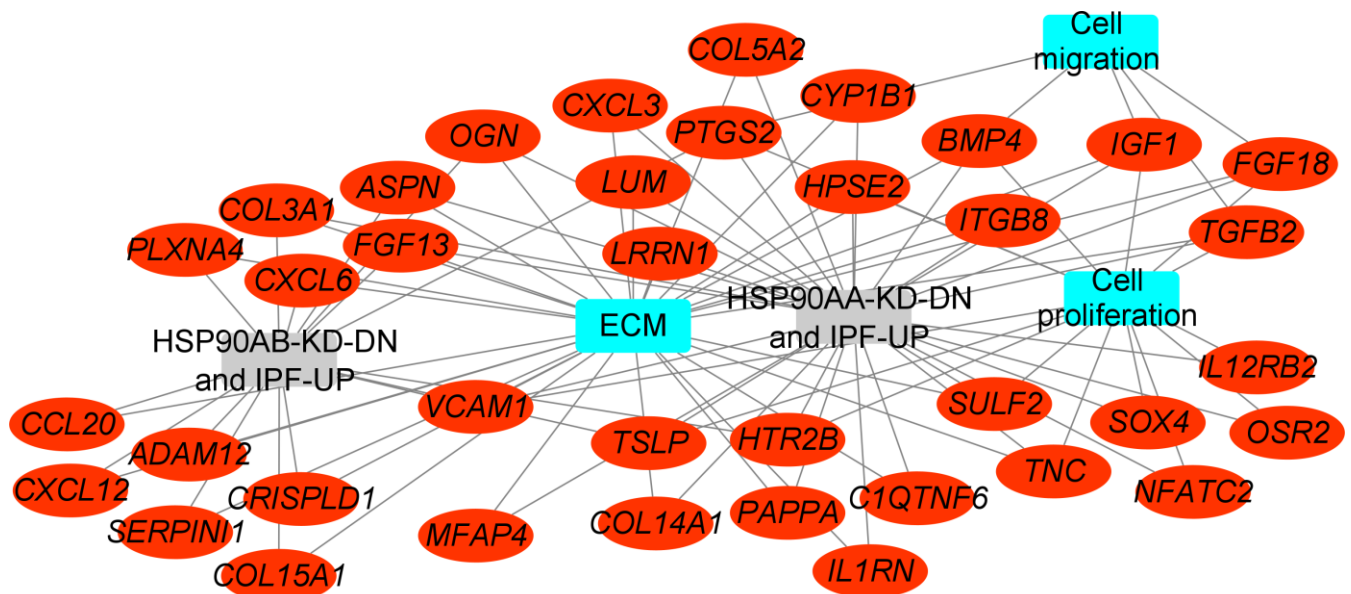 Cell
migration
COL5A2
CYP1B1
CXCL3
PTGS2
OGN
BMP4
IGF1
FGF18
LUM
HPSE2
ASPN
COL3A1
ITGB8
TGFB2
PLXNA4
FGF13
LRRN1
CXCL6
HSP90AA-KD-DN
and IPF-UP
Cell
proliferation
ECM
HSP90AB-KD-DN
and IPF-UP
IL12RB2
VCAM1
SULF2
CCL20
SOX4
OSR2
TSLP
HTR2B
ADAM12
TNC
CXCL12
CRISPLD1
NFATC2
C1QTNF6
PAPPA
COL14A1
SERPINI1
MFAP4
IL1RN
COL15A1